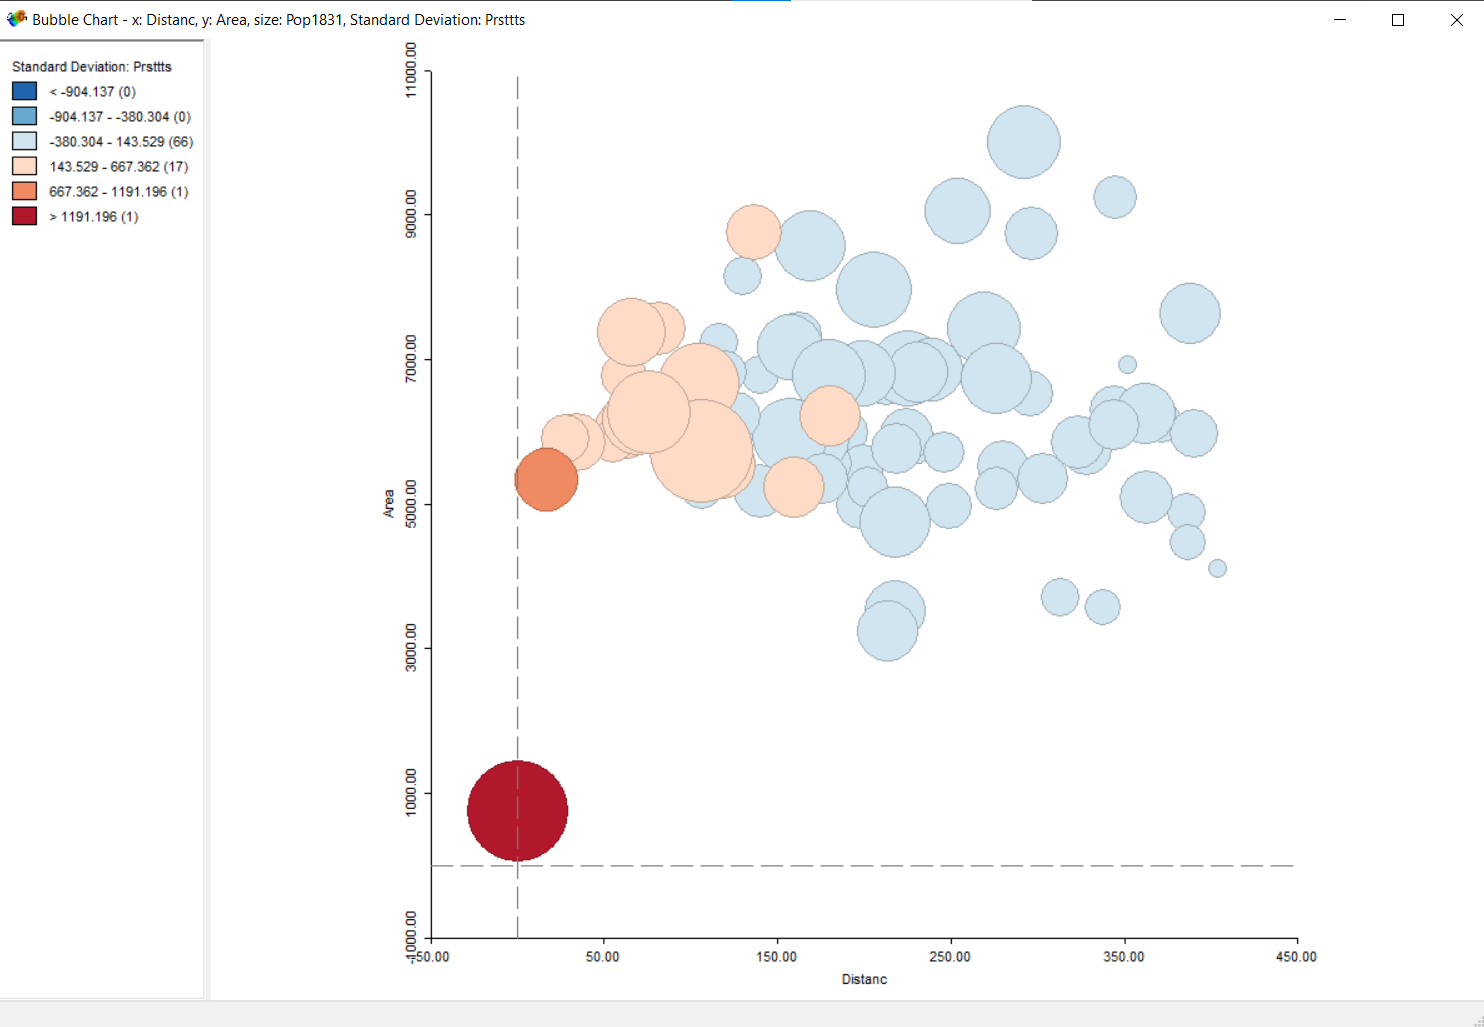 Bubble Chart - x: Distanc, y: Area, size: Pop1831, Standard Deviation: Prsttts
Standard Deviation: Prsttts
< -904.137 (0)
-904.137 - -380.304 (0)
-380.304 - 143.529 (66)
143.529 - 667.362 (17)
667.362 - 1191.196 (1)
> 1191.196 (1)
11000.00
9000.00
7000.00
5000.00
3000.00
1000.00
-1000.00
Area
-50.00
50.00
150.00
250.00
350.00
450.00
Distanc